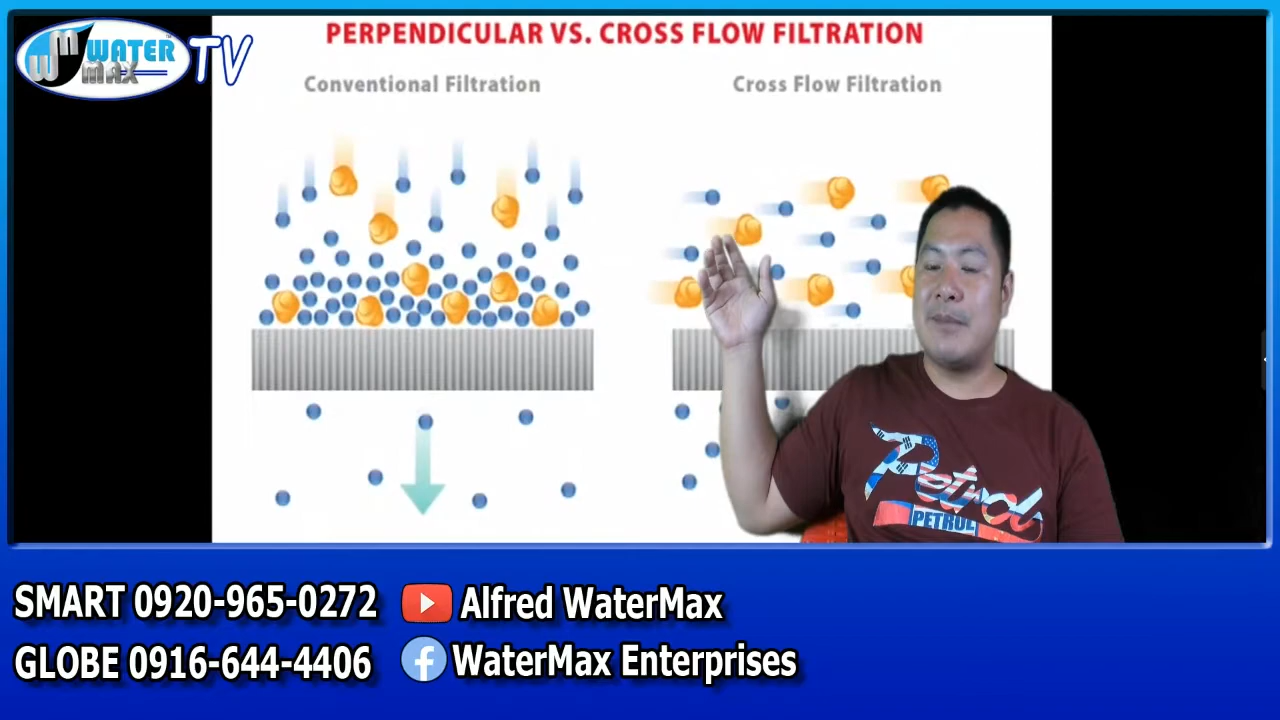 WATER MAX TV
PERPENDICULAR VS. CROSS FLOW FILTRATION
Conventional Filtration
Cross Flow Filtration
Petrol
PETROL
SMART 0920-965-0272
Alfred WaterMax
GLOBE 0916-644-4406
WaterMax Enterprises